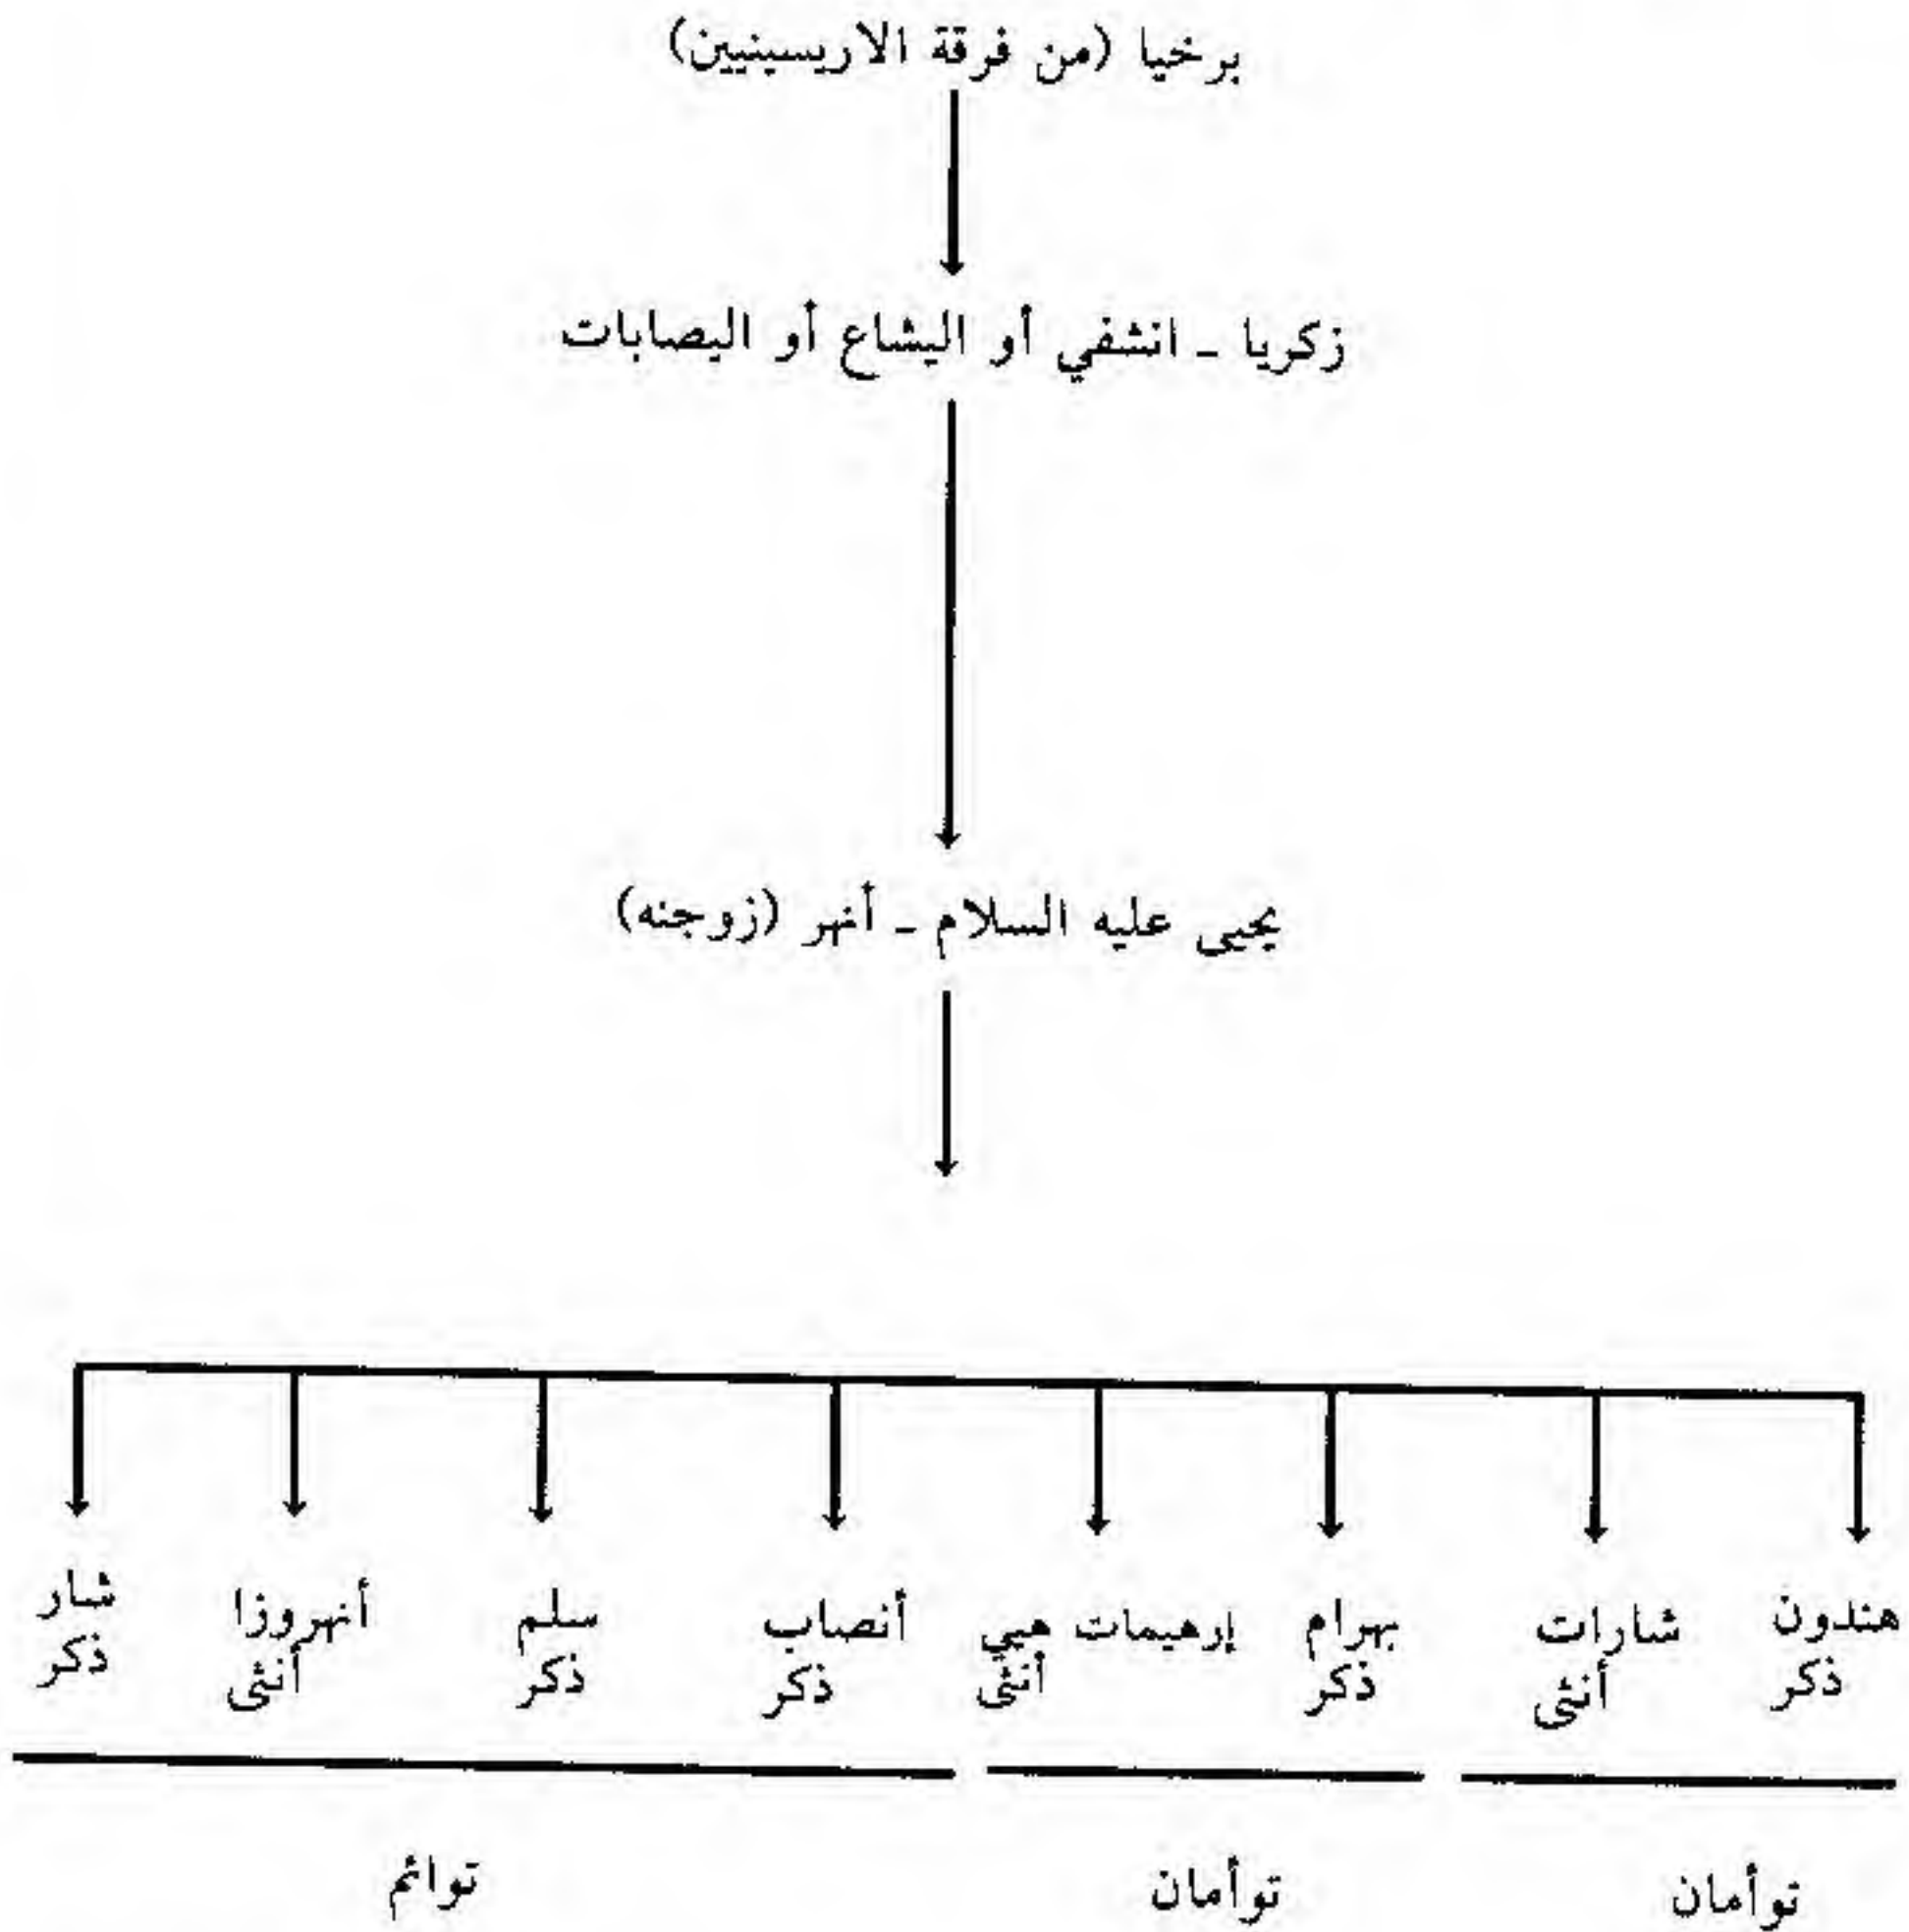 برخيا (من فرقة الاريسينيين)
زكريا - انشفي أو اليشاع أو اليصابات
يحيى عليه السلام - أنهر (زوجته)
هندون شارات بهرام إرهيمات هيي أنصاب سلم أنهروزا شار
ذكر أنثى ذكر أنثى ذكر ذكر أنثى ذكر
توأمان توأمان توائم